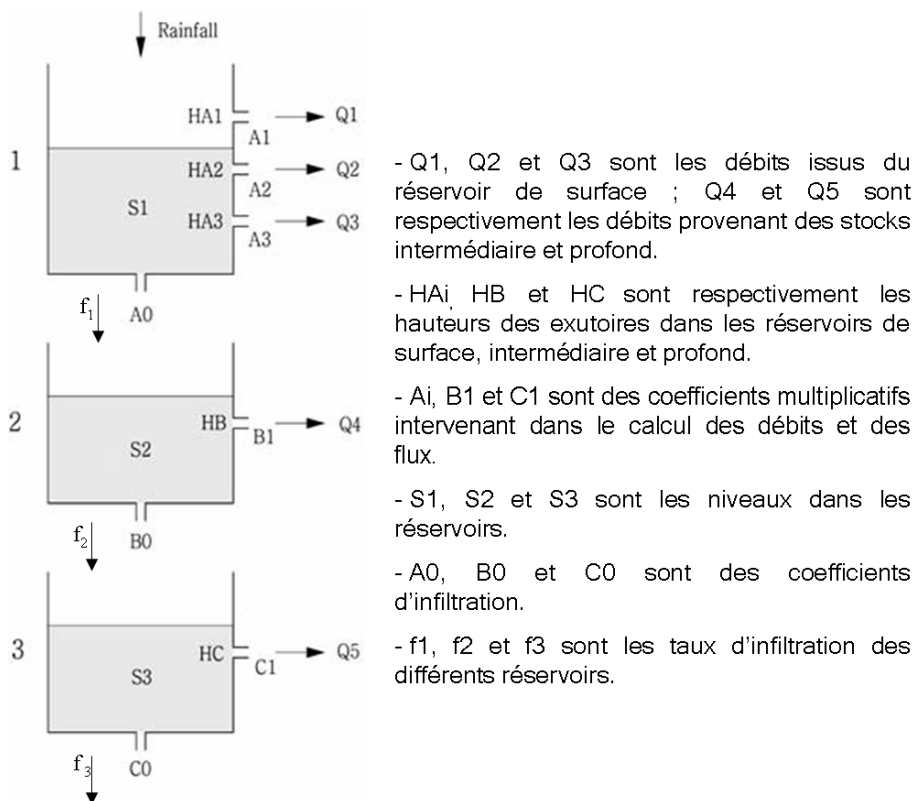 Rainfall
HA1
A1
Q1
1
HA2
A2
Q2
S1
HA3
A3
Q3
f1
A0
2
HB
B1
Q4
S2
f2
B0
3
HC
C1
Q5
S3
f3
C0
- Q1, Q2 et Q3 sont les débits issus du
réservoir de surface ; Q4 et Q5 sont
respectivement les débits provenant des stocks
intermédiaire et profond.
- HAi, HB et HC sont respectivement les
hauteurs des exutoires dans les réservoirs de
surface, intermédiaire et profond.
- Ai, B1 et C1 sont des coefficients multiplicatifs
intervenant dans le calcul des débits et des
flux.
- S1, S2 et S3 sont les niveaux dans les
réservoirs.
- A0, B0 et C0 sont des coefficients
d'infiltration.
- f1, f2 et f3 sont les taux d'infiltration des
différents réservoirs.